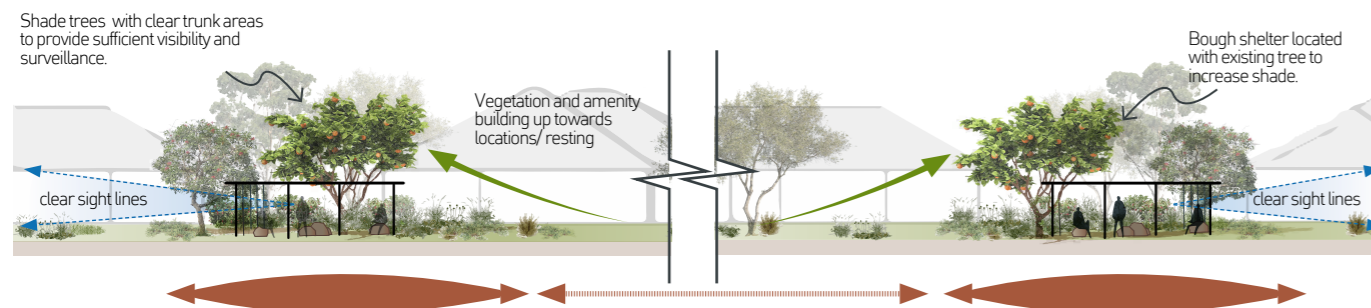 Shade trees with clear trunk areas
to provide sufficient visibility and
surveillance.
Bough shelter located
with existing tree to
increase shade.
Vegetation and amenity
building up towards
locations/ resting
clear sight lines
clear sight lines